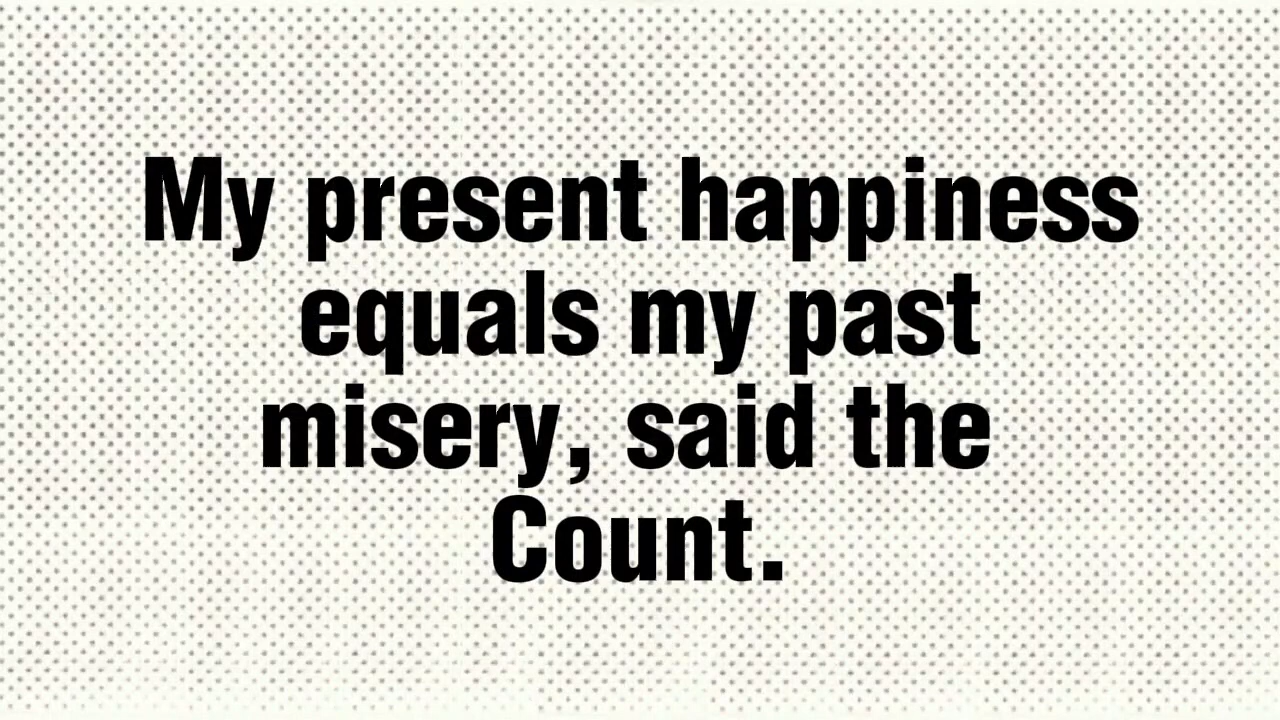 My present happiness
equals my past
misery, said the
Count.